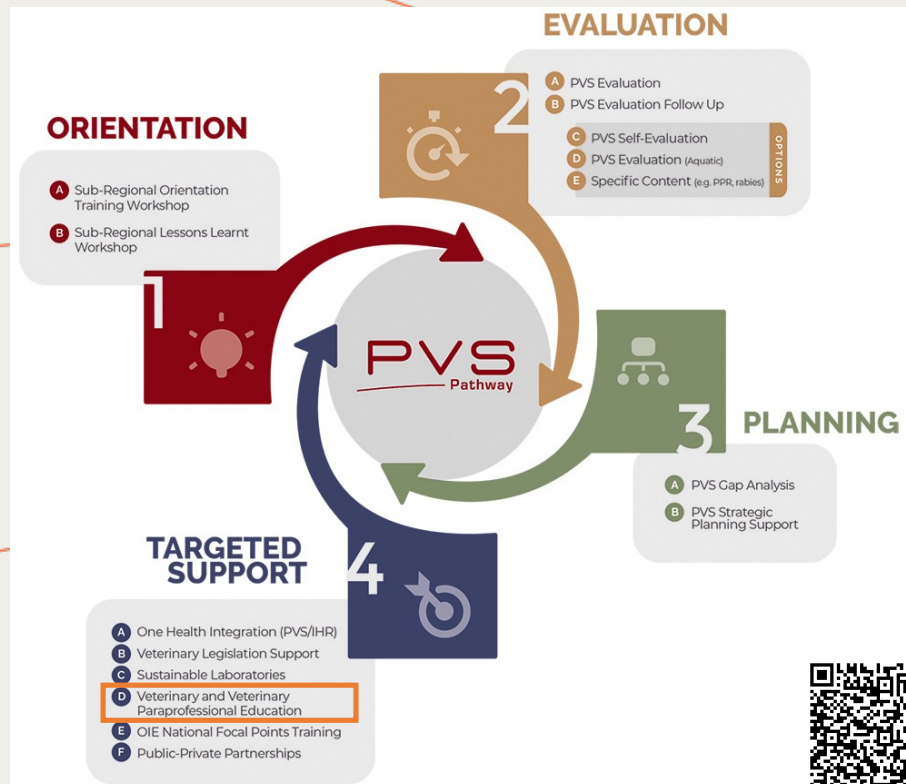 ORIENTATION
A Sub-Regional Orientation
Training Workshop
B Sub-Regional Lessons Learnt
Workshop
1
EVALUATION
2
A PVS Evaluation
B PVS Evaluation Follow Up
C PVS Self-Evaluation
D PVS Evaluation (Aquatic)
E Specific Content (e.g. PPR, rabies)
OPTIONS
PVS
Pathway
3
PLANNING
A PVS Gap Analysis
B PVS Strategic
Planning Support
TARGETED
SUPPORT
4
A One Health Integration (PVS/IHR)
B Veterinary Legislation Support
C Sustainable Laboratories
D Veterinary and Veterinary
Paraprofessional Education
E OIE National Focal Points Training
F Public-Private Partnerships